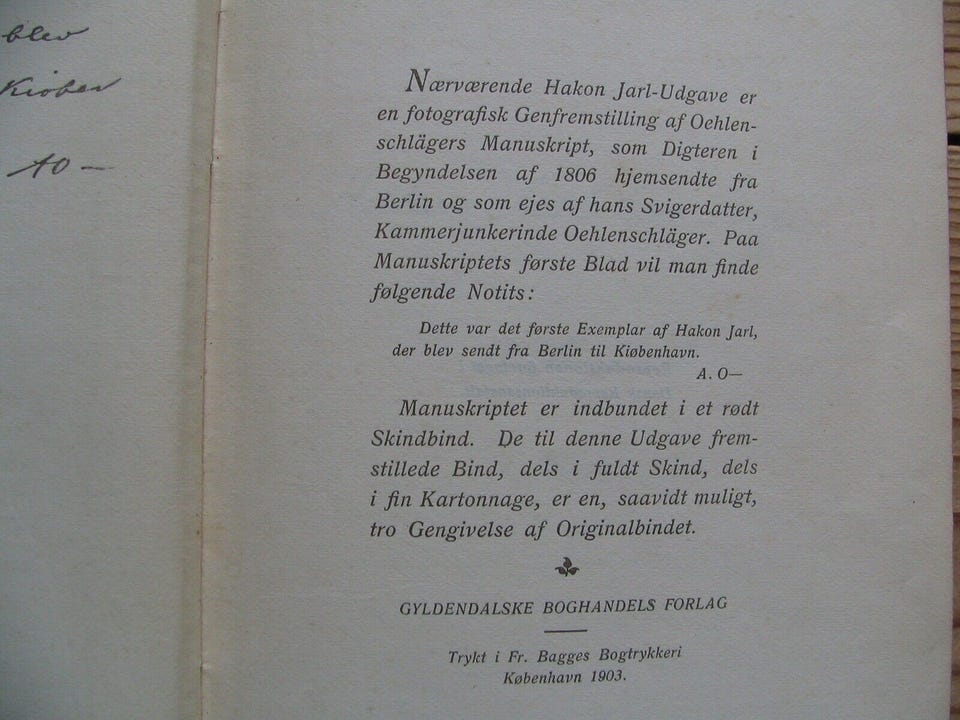 blev
Kiøben
AO—
Nærværende Hakon Jarl-Udgave er
en fotografisk Genfremstilling af Oehlen-
schlägers Manuskript, som Digteren i
Begyndelsen af 1806 hjemsendte fra
Berlin og som ejes af hans Svigerdatter,
Kammerjunkerinde Oehlenschläger. Paa
Manuskriptets første Blad vil man finde
følgende Notits:
Dette var det første Exemplar af Hakon Jarl,
der blev sendt fra Berlin til Kiøbenhavn.
A. O—
Manuskriptet er indbundet i et rødt
Skindbind. De til denne Udgave frem-
stillede Bind, dels i fuldt Skind, dels
i fin Kartonnage, er en, saavidt muligt,
tro Gengivelse af Originalbindet.
GYLDENDALSKE BOGHANDELS FORLAG
Trykt i Fr. Bagges Bogtrykkeri
København 1903.